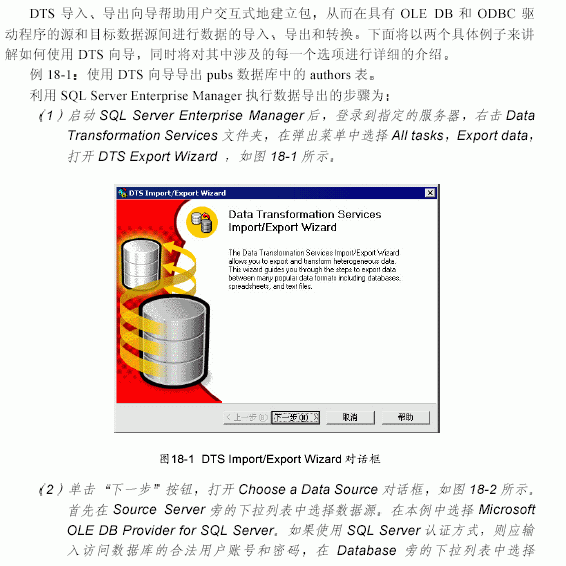 DTS 导入、导出向导帮助用户交互式地建立包，从而在具有 OLE DB 和 ODBC 驱
动程序的源和目标数据源间进行数据的导入、导出和转换。下面将以两个具体例子来讲
解如何使用 DTS 向导，同时将对其中涉及的每一个选项进行详细的介绍。
例 18-1：使用 DTS 向导导出 pubs 数据库中的 authors 表。
利用 SQL Server Enterprise Manager 执行数据导出的步骤为：
（1）启动 SQL Server Enterprise Manager 后，登录到指定的服务器，右击 Data
Transformation Services 文件夹，在弹出菜单中选择 All tasks，Export data，
打开 DTS Export Wizard ，如图 18-1 所示。
DTS Import/Export Wizard
Data Transformation Services
Import/Export Wizard
The Data Transformation Services Import/Export Wizard
allows you to export and transform heterogeneous data.
This wizard guides you through the steps to export data
between many popular data formats including databases,
spreadsheets, and text files.
< 上一步(B) 下一步(N) > 取消 帮助
图18-1 DTS Import/Export Wizard 对话框
（2）单击“下一步”按钮，打开 Choose a Data Source 对话框，如图 18-2 所示。
首先在 Source Server 旁的下拉列表中选择数据源。在本例中选择 Microsoft
OLE DB Provider for SQL Server。如果使用 SQL Server 认证方式，则应输
入访问数据库的合法用户账号和密码，在 Database 旁的下拉列表中选择